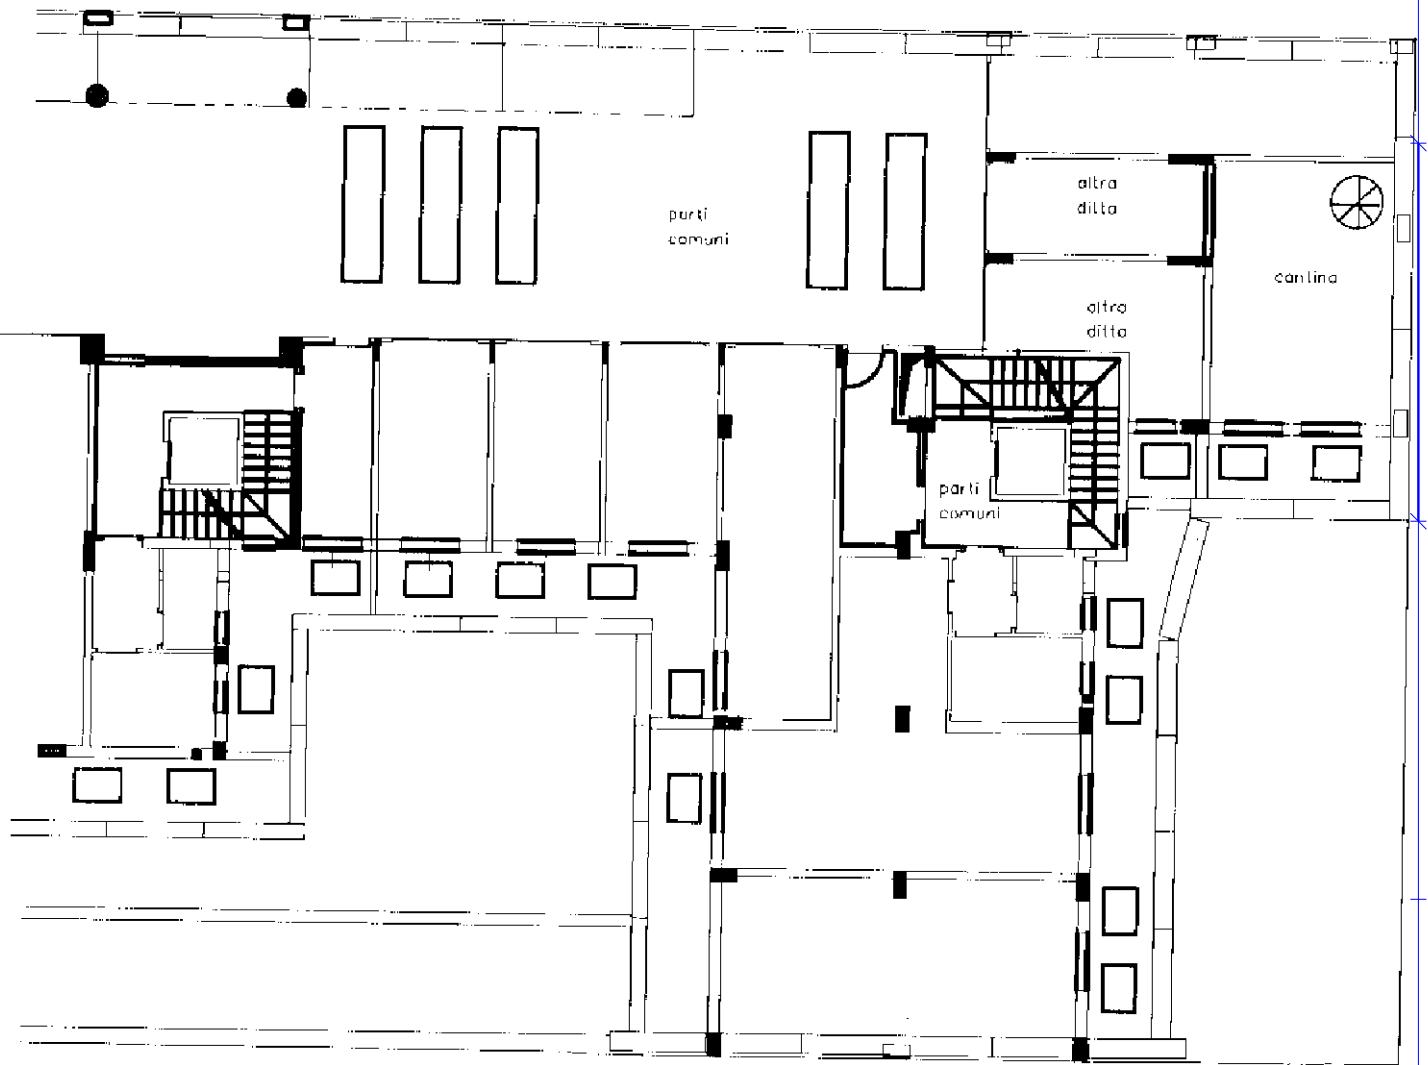 altra
ditta
parti
comuni
cantina
altra
ditta
parti
comuni